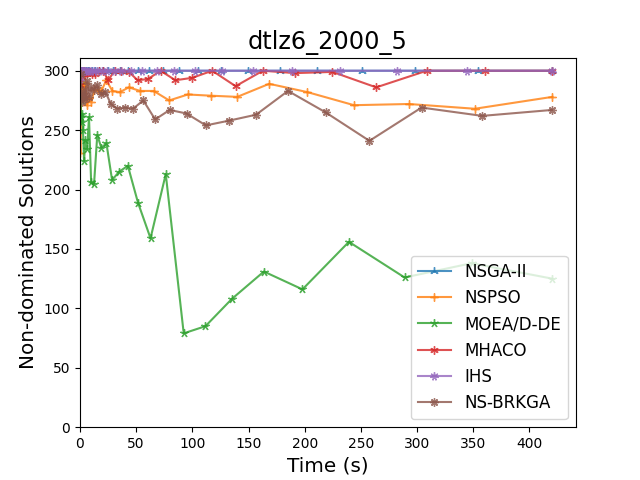 dtlz6_2000_5
Non-dominated Solutions
300
250
200
150
100
50
0
0 50 100 150 200 250 300 350 400
Time (s)
NSGA-II
NSPSO
MOEA/D-DE
MHACO
IHS
NS-BRKGA